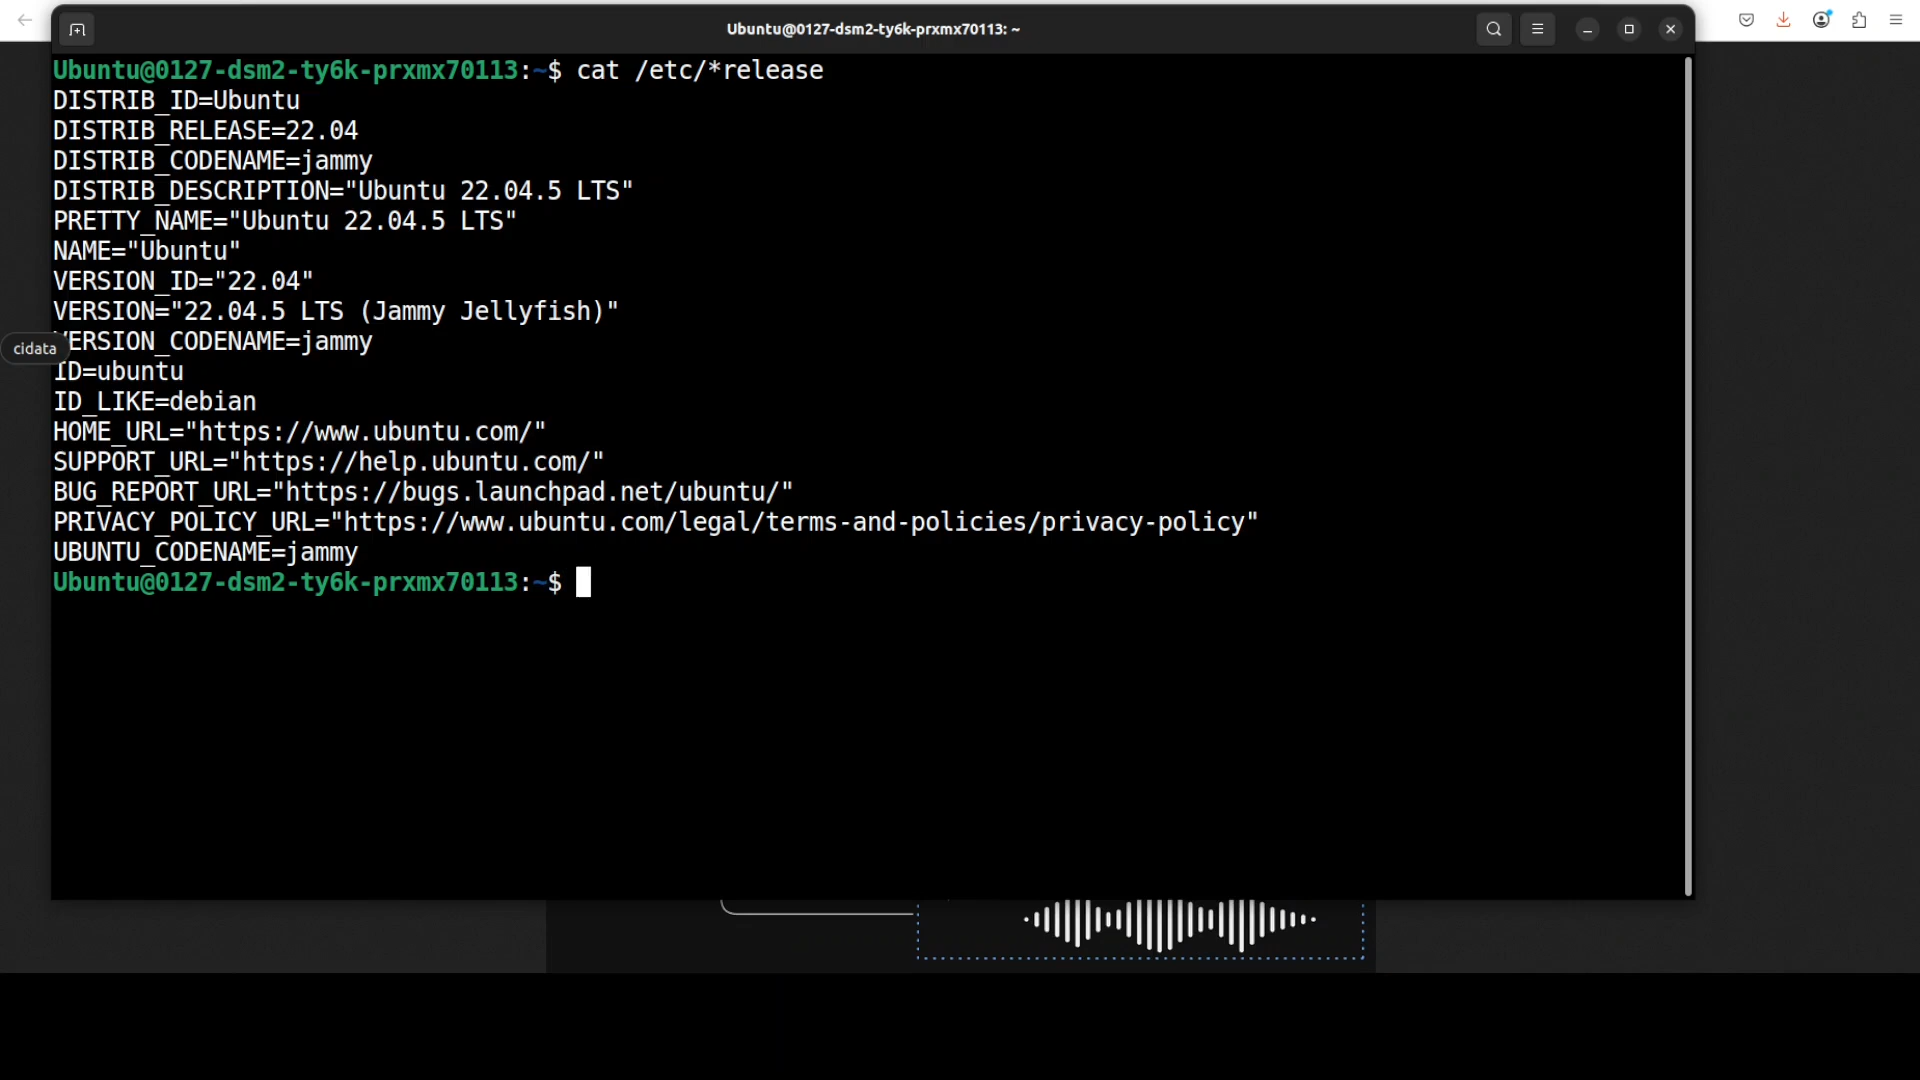 Ubuntu@0127-dsm2-ty6k-prxmx70113: ~
Ubuntu@0127-dsm2-ty6k-prxmx70113:~$ cat /etc/*release
DISTRIB_ID=Ubuntu
DISTRIB_RELEASE=22.04
DISTRIB_CODENAME=jammy
DISTRIB_DESCRIPTION="Ubuntu 22.04.5 LTS"
PRETTY_NAME="Ubuntu 22.04.5 LTS"
NAME="Ubuntu"
VERSION_ID="22.04"
VERSION="22.04.5 LTS (Jammy Jellyfish)"
cidata
VERSION_CODENAME=jammy
ID=ubuntu
ID_LIKE=debian
HOME_URL="https://www.ubuntu.com/"
SUPPORT_URL="https://help.ubuntu.com/"
BUG_REPORT_URL="https://bugs.launchpad.net/ubuntu/"
PRIVACY_POLICY_URL="https://www.ubuntu.com/legal/terms-and-policies/privacy-policy"
UBUNTU_CODENAME=jammy
Ubuntu@0127-dsm2-ty6k-prxmx70113:~$